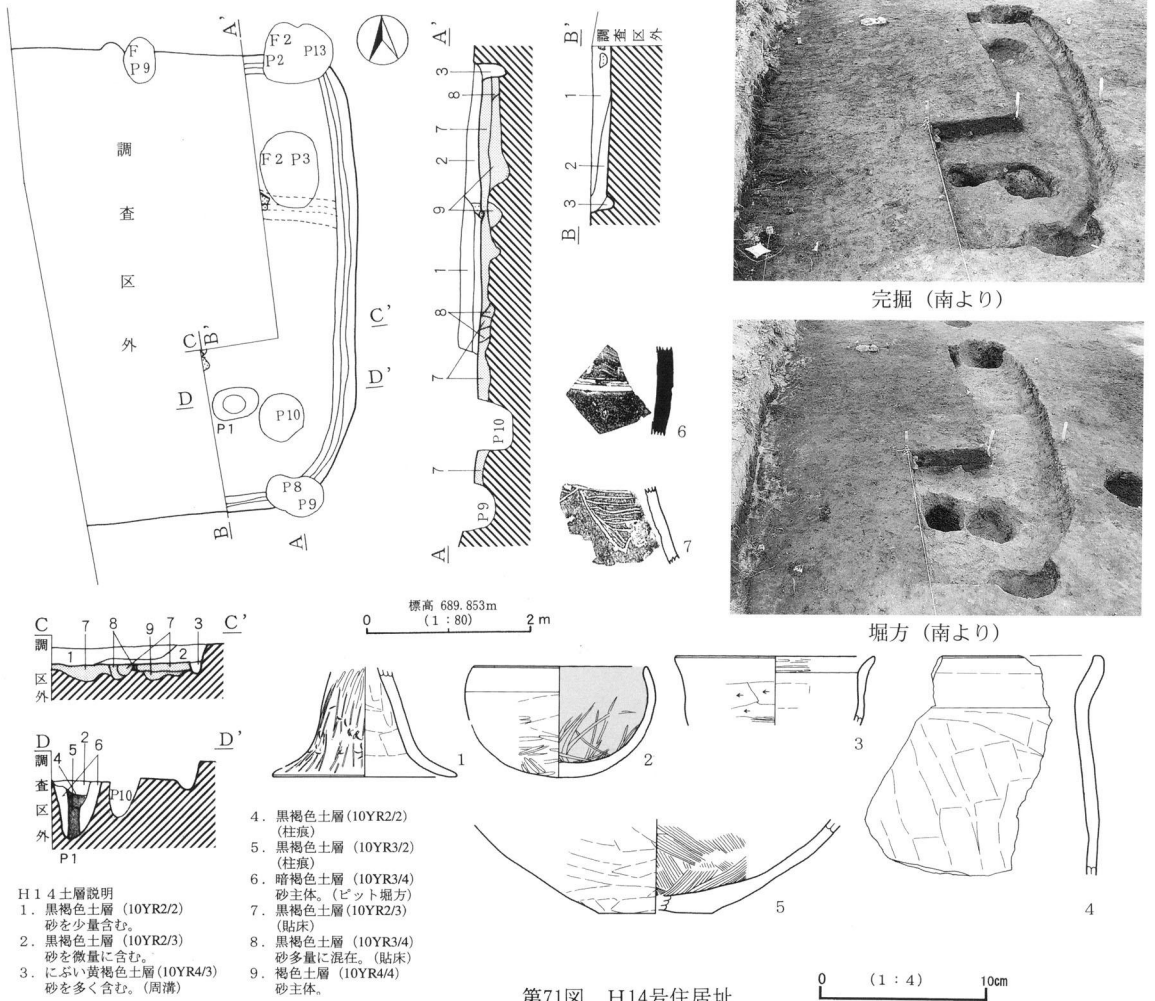 A'
F
P9
F2
P2
P13
F2 P3
調
査
区
外
C'
C
B'
D'
D
P1
P10
P8
P9
B
A
A'
3
8
7
2
9
1
8
7
P10
7
P9
A
B'
調査区外
1
2
3
B
完掘（南より）
6
7
堀方（南より）
標高 689.853m
0 (1：80) 2m
C 7 8 9 7 3 C'
調
区
外
1 2
D 2 D'
4 5 6
調
査
区
外
P10
P1
1
2
3
4
5
H14土層説明
1．黒褐色土層（10YR2/2）
砂を少量含む。
2．黒褐色土層（10YR2/3）
砂を微量に含む。
3．にぶい黄褐色土層（10YR4/3）
砂を多く含む。（周溝）
4．黒褐色土層（10YR2/2）
（柱痕）
5．黒褐色土層（10YR3/2）
（柱痕）
6．暗褐色土層（10YR3/4）
砂主体。（ピット堀方）
7．黒褐色土層（10YR2/3）
（貼床）
8．黒褐色土層（10YR3/4）
砂多量に混在。（貼床）
9．褐色土層（10YR4/4）
砂主体。
第71図 H14号住居址
0 (1：4) 10cm